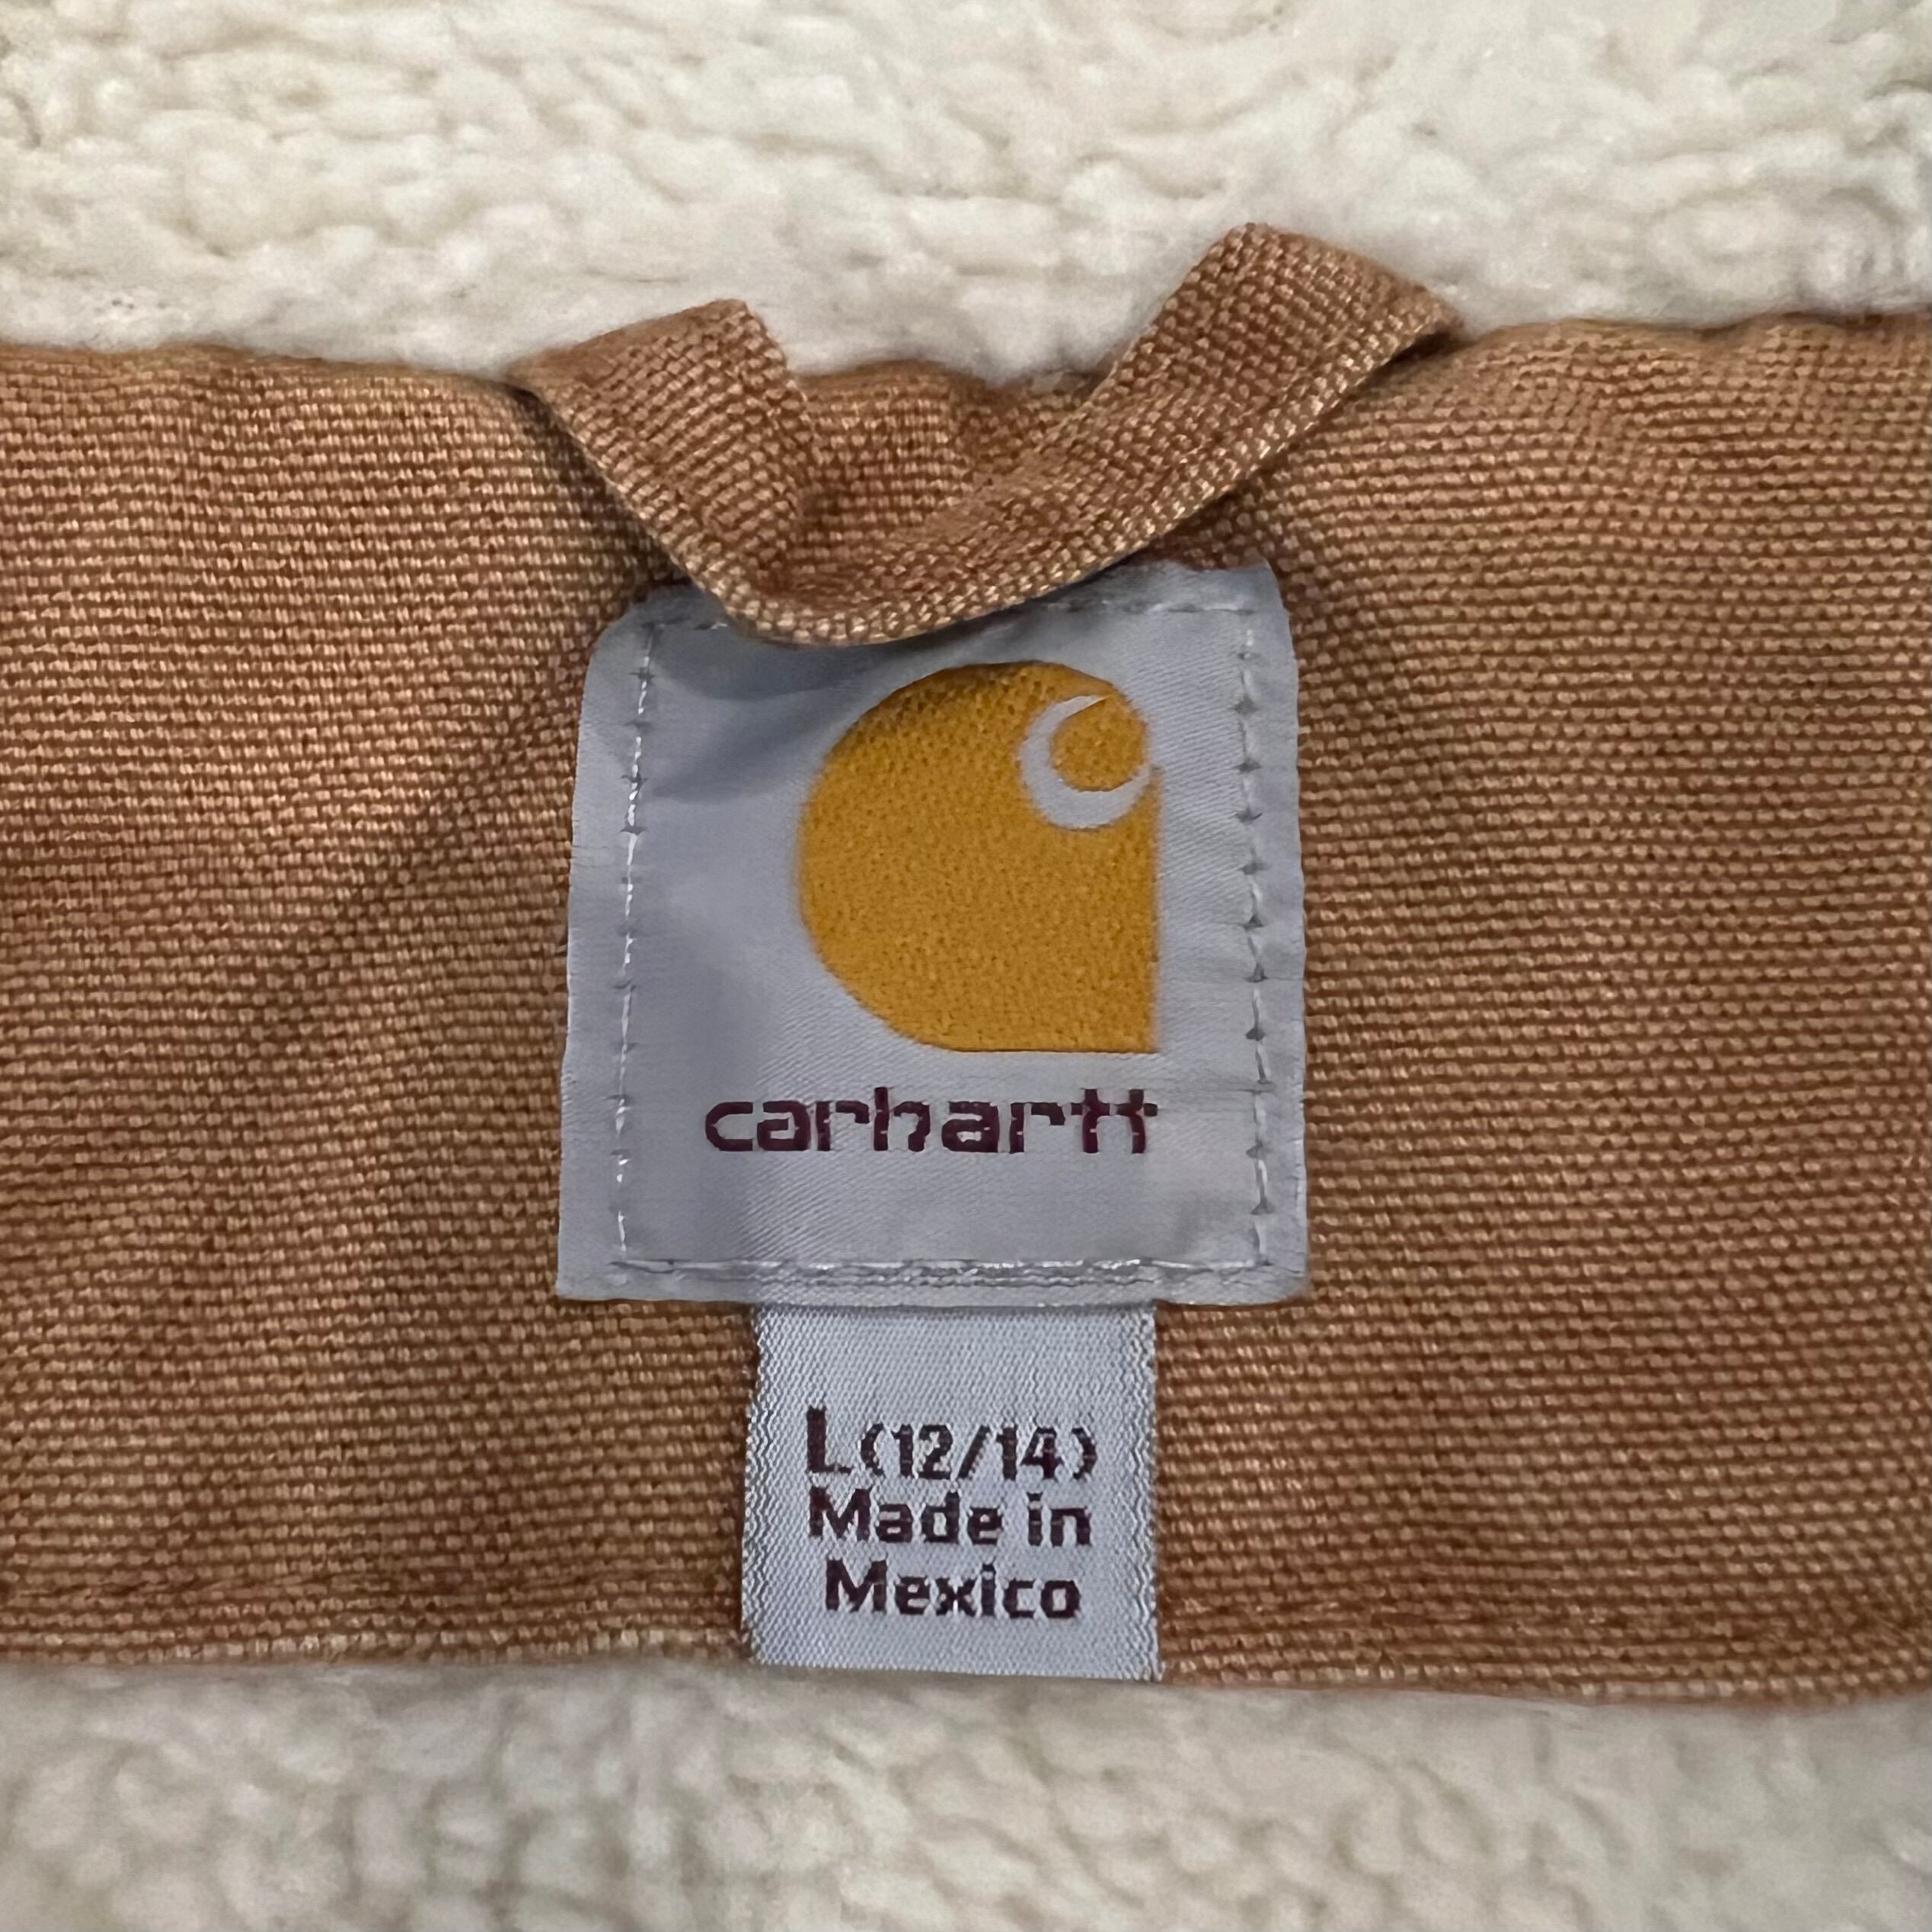 carhartt
L(12/14)
Made in
Mexico